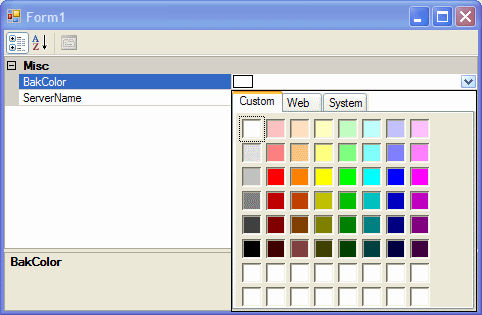 Form1
A
Z
Misc
BakColor
ServerName
Custom Web System
BakColor